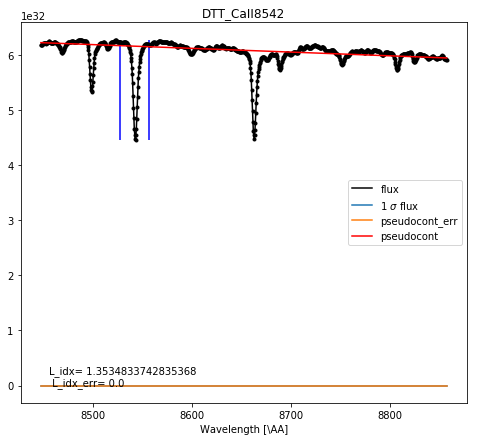 DTT_CaII8542
1e32
6
5
4
3
2
1
0
flux
1 σ flux
pseudocont_err
pseudocont
L_idx= 1.3534833742835368
L_idx_err= 0.0
8500 8600 8700 8800
Wavelength [\AA]